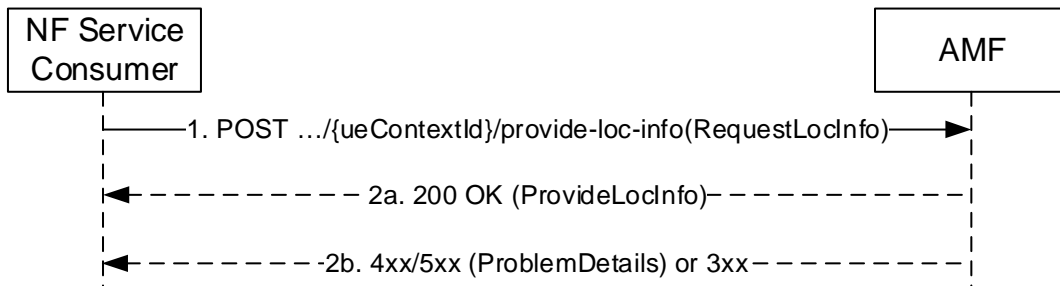 NF Service
Consumer
AMF
1. POST …/{ueContextId}/provide-loc-info(RequestLocInfo)
2a. 200 OK (ProvideLocInfo)
2b. 4xx/5xx (ProblemDetails) or 3xx